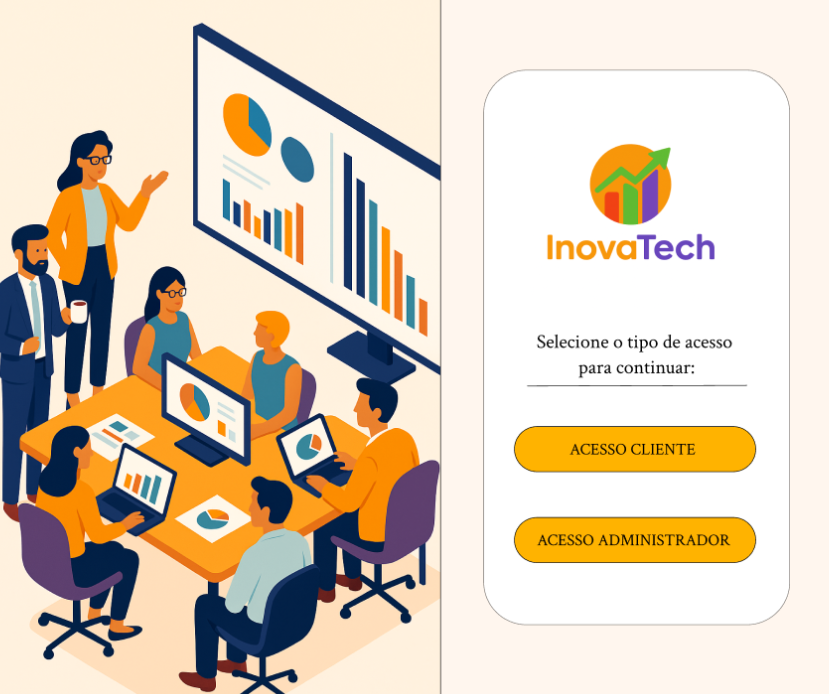 InovaTech
Selecione o tipo de acesso
para continuar:
ACESSO CLIENTE
ACESSO ADMINISTRADOR